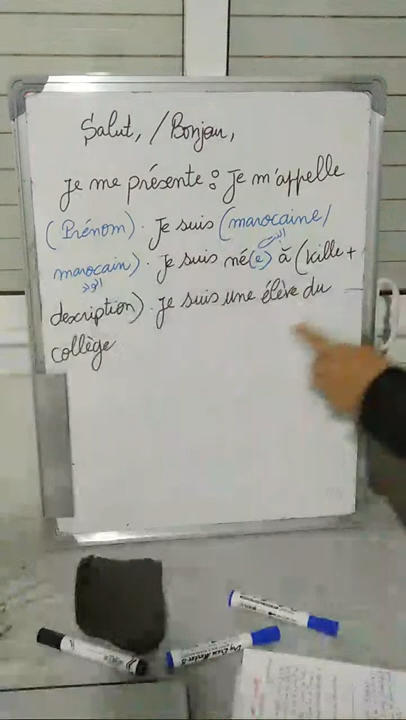 Salut, / Bonjou,
Je me présente : Je m'appelle
(Prénom). Je suis (marocaine/
marocain). Je suis né(e) à (Ville +
description). Je suis une élève du
collège